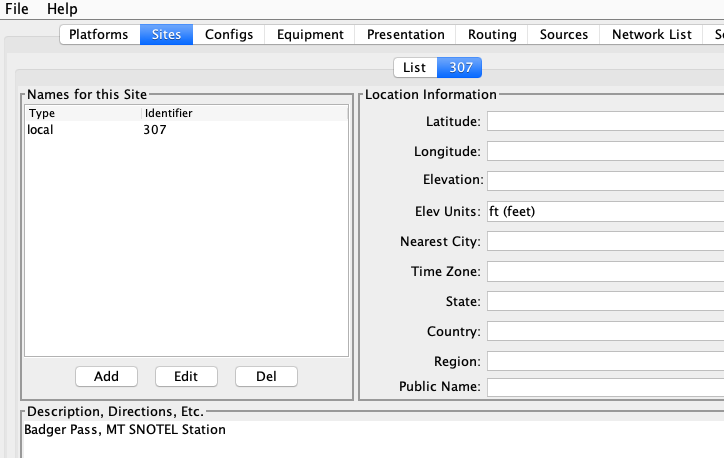 File Help
Platforms Sites Configs Equipment Presentation Routing Sources Network List
List 307
Names for this Site
Type Identifier
local 307
Add Edit Del
Location Information
Latitude:
Longitude:
Elevation:
Elev Units: ft (feet)
Nearest City:
Time Zone:
State:
Country:
Region:
Public Name:
Description, Directions, Etc.
Badger Pass, MT SNOTEL Station